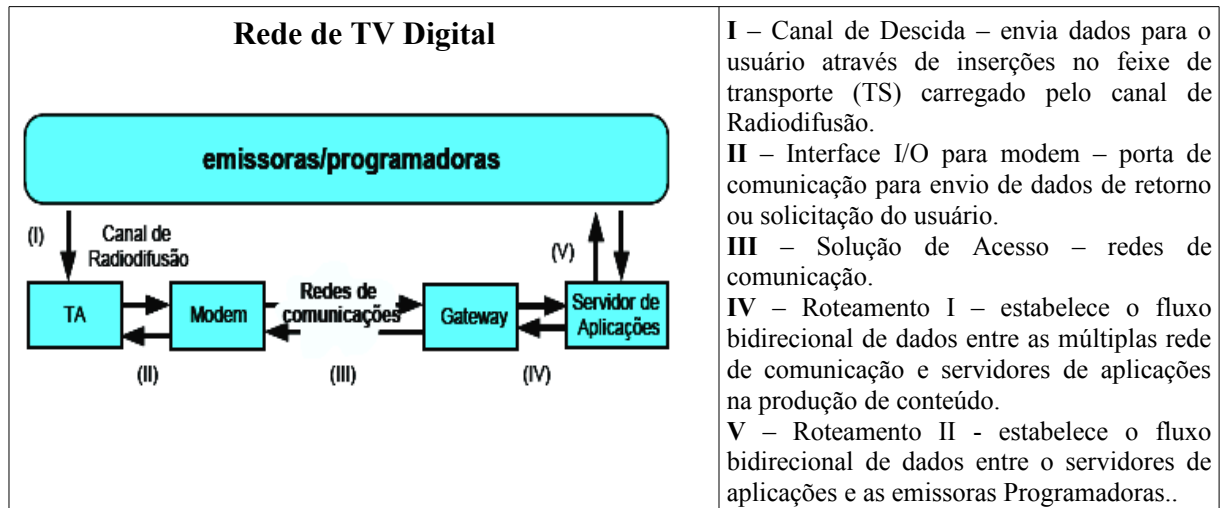 Rede de TV Digital
emissoras/programadoras
(I)
Canal de
Radiodifusão
(V)
TA
Modem
Redes de
comunicações
Gateway
Servidor de
Aplicações
(II)
(III)
(IV)
I – Canal de Descida – envia dados para o
usuário através de inserções no feixe de
transporte (TS) carregado pelo canal de
Radiodifusão.
II – Interface I/O para modem – porta de
comunicação para envio de dados de retorno
ou solicitação do usuário.
III – Solução de Acesso – redes de
comunicação.
IV – Roteamento I – estabelece o fluxo
bidirecional de dados entre as múltiplas rede
de comunicação e servidores de aplicações
na produção de conteúdo.
V – Roteamento II - estabelece o fluxo
bidirecional de dados entre o servidores de
aplicações e as emissoras Programadoras..